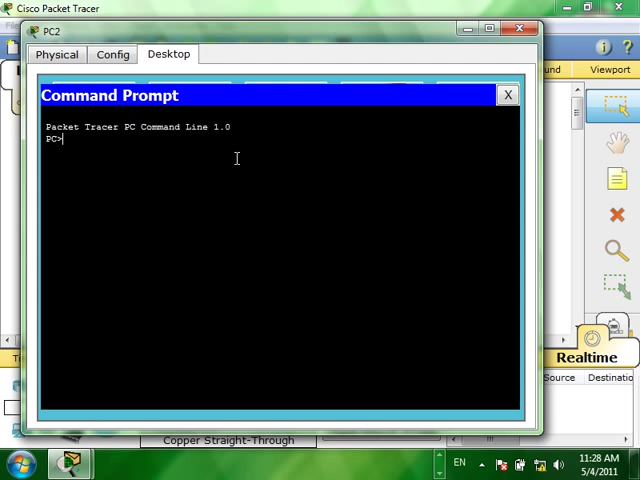 Cisco Packet Tracer
PC2
Physical
Config
Desktop
Viewport
Command Prompt
X
Packet Tracer PC Command Line 1.0
PC>
Realtime
Source
Destinatio
Copper Straight-Through
EN
11:28 AM
5/4/2011